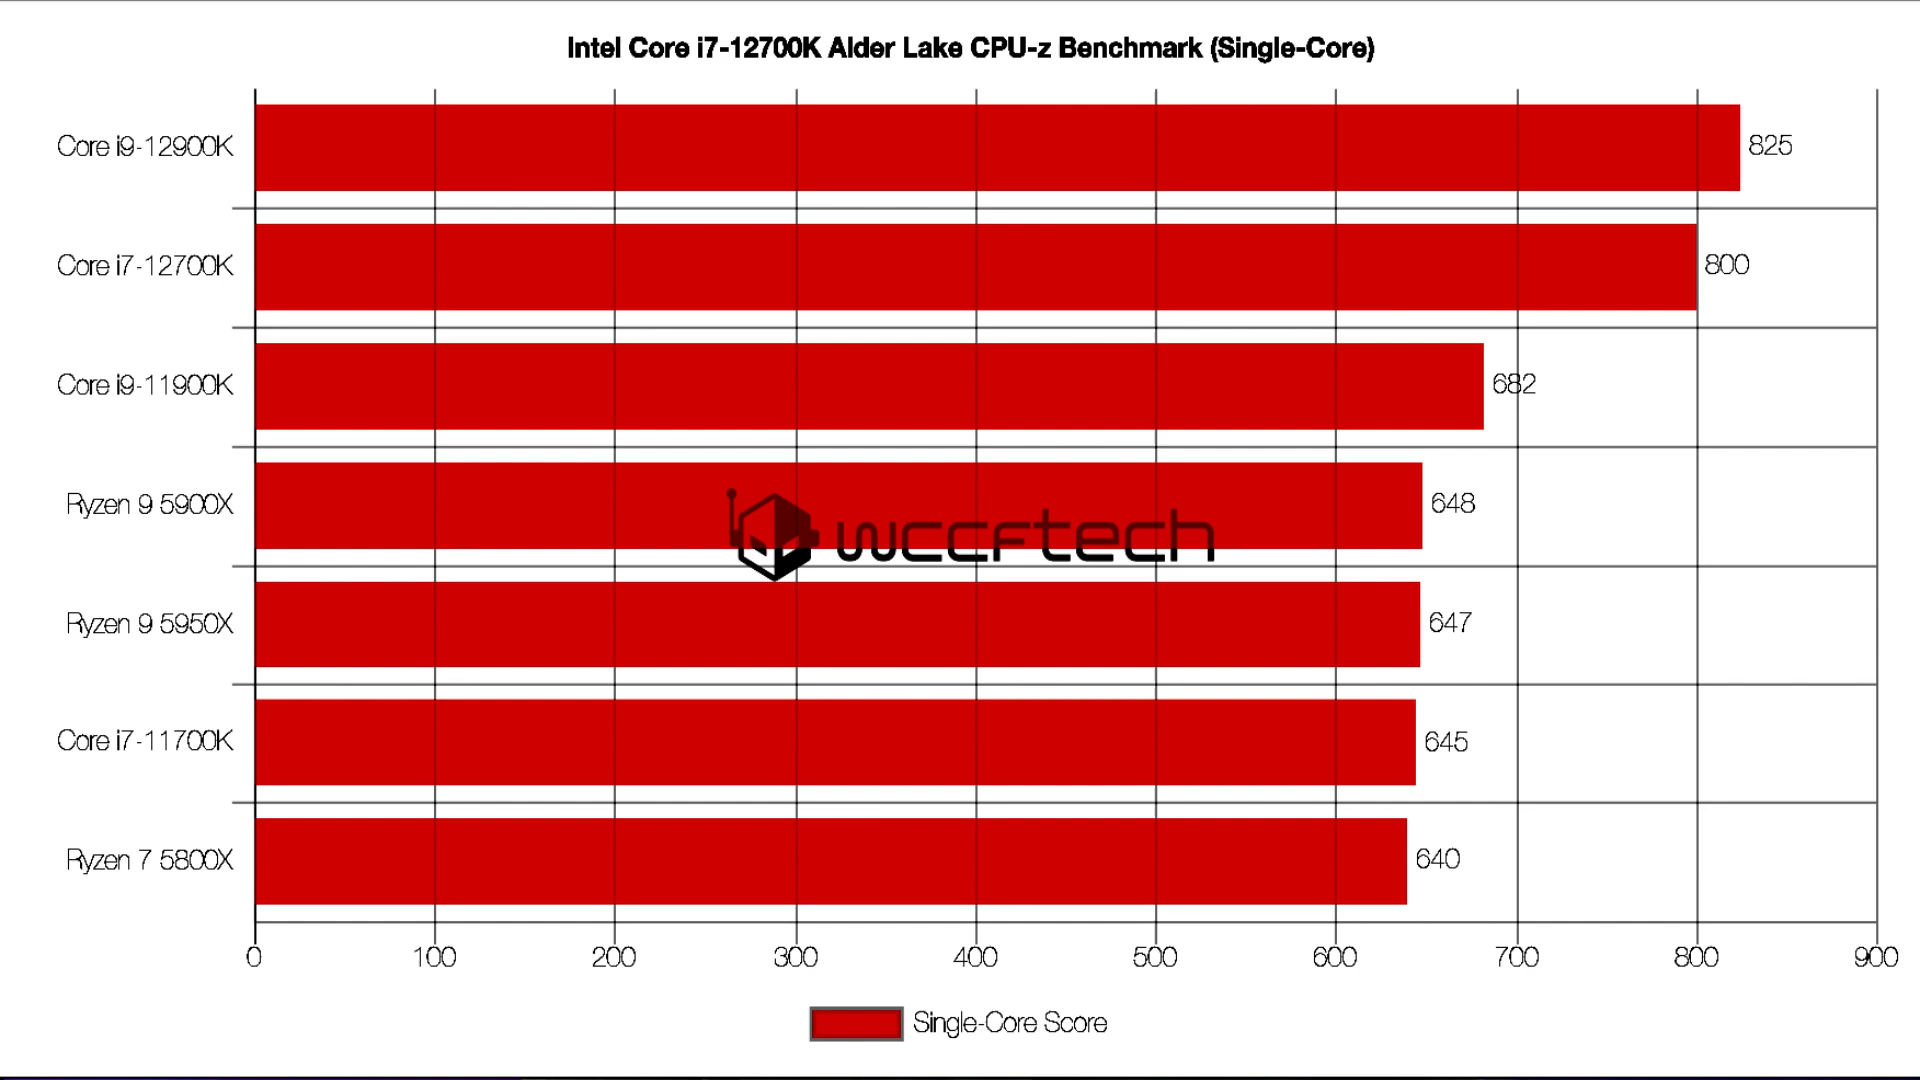 Intel Core i7-12700K Alder Lake CPU-z Benchmark (Single-Core)
Core i9-12900K 825
Core i7-12700K 800
Core i9-11900K 682
Ryzen 9 5900X 648
wccftech
Ryzen 9 5950X 647
Core i7-11700K 645
Ryzen 7 5800X 640
0 100 200 300 400 500 600 700 800 900
Single-Core Score